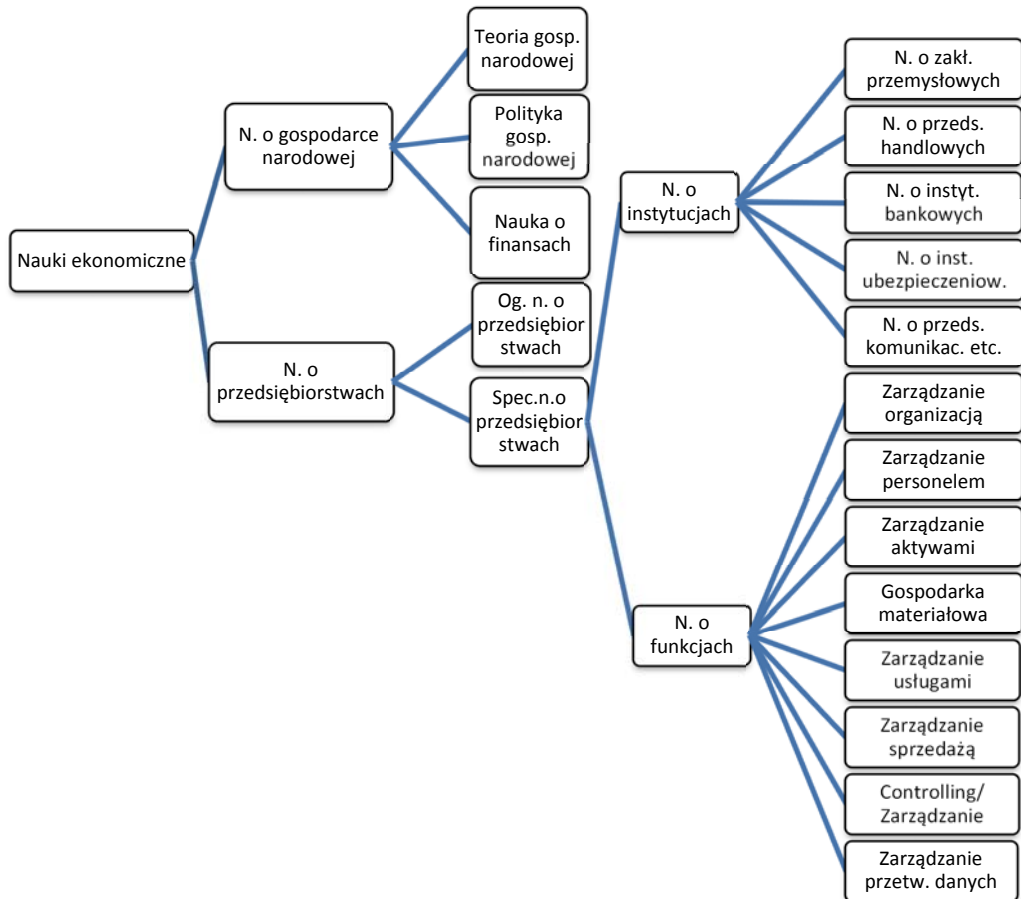 Nauki ekonomiczne
N. o gospodarce
narodowej
N. o
przedsiębiorstwach
Teoria gosp.
narodowej
Polityka
gosp.
narodowej
Nauka o
finansach
Og. n. o
przedsiębior
stwach
Spec.n.o
przedsiębior
stwach
N. o
instytucjach
N. o
funkcjach
N. o zakł.
przemysłowych
N. o przeds.
handlowych
N. o instyt.
bankowych
N. o inst.
ubezpieczeniow.
N. o przeds.
komunikac. etc.
Zarządzanie
organizacją
Zarządzanie
personelem
Zarządzanie
aktywami
Gospodarka
materiałowa
Zarządzanie
usługami
Zarządzanie
sprzedażą
Controlling/
Zarządzanie
Zarządzanie
przetw. danych